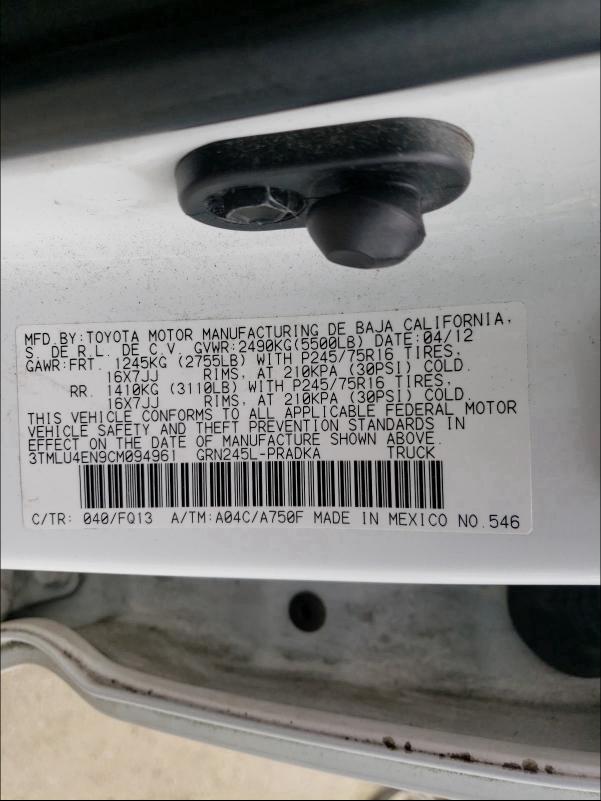 MFD.BY:TOYOTA MOTOR MANUFACTURING DE BAJA CALIFORNIA,
S. DE R.L. DE C.V. GVWR:2490KG(5500LB) DATE:04/12
GAWR:FRT. 1245KG (2755LB) WITH P245/75R16 TIRES,
16X7JJ RIMS, AT 210KPA (30PSI) COLD.
RR. 1410KG (3110LB) WITH P245/75R16 TIRES,
16X7JJ RIMS, AT 210KPA (30PSI) COLD.
THIS VEHICLE CONFORMS TO ALL APPLICABLE FEDERAL MOTOR
VEHICLE SAFETY AND THEFT PREVENTION STANDARDS IN
EFFECT ON THE DATE OF MANUFACTURE SHOWN ABOVE.
3TMLU4EN9CM094961 GRN245L-PRADKA TRUCK
C/TR: 040/FQ13 A/TM:A04C/A750F MADE IN MEXICO NO.546